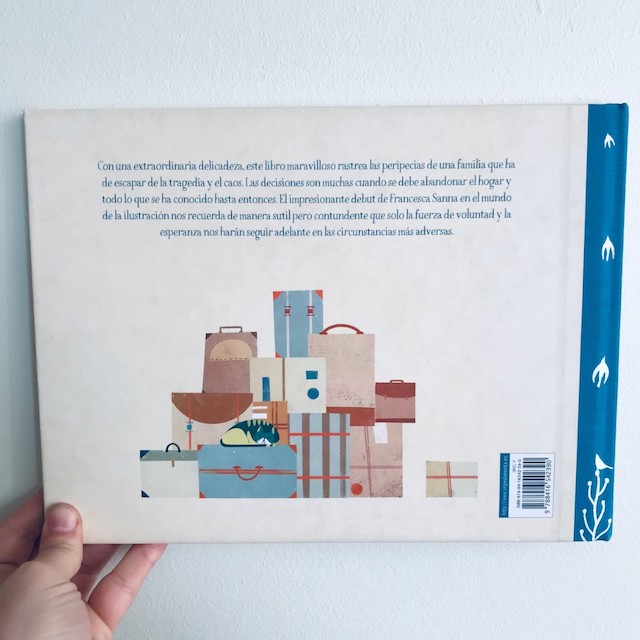 Con una extraordinaria delicadeza, este libro maravilloso rastrea las peripecias de una familia que ha
de escapar de la tragedia y el caos. Las decisiones son muchas cuando se debe abandonar el hogar y
todo lo que se ha conocido hasta entonces. El impresionante debut de Francesca Sanna en el mundo
de la ilustración nos recuerda de manera sutil pero contundente que solo la fuerza de voluntad y la
esperanza nos harán seguir adelante en las circunstancias más adversas.
9 788416 542390